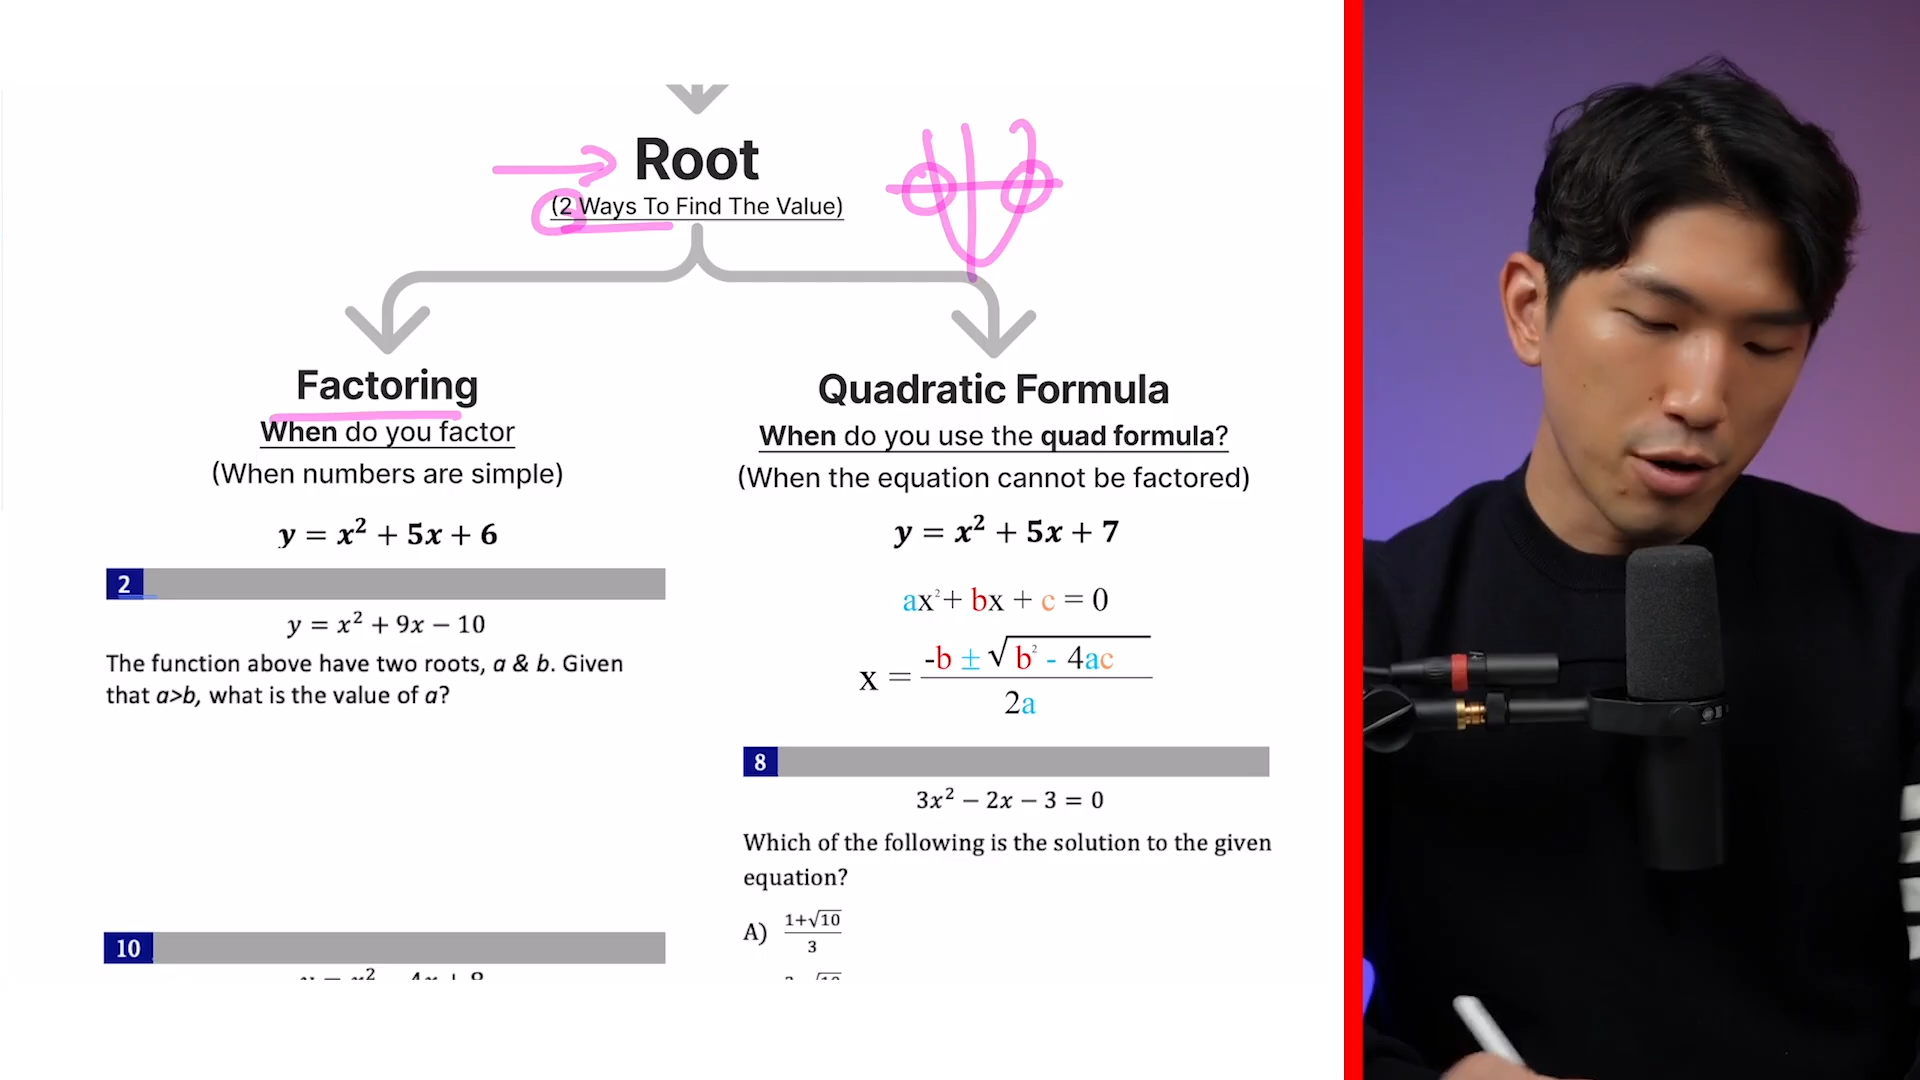 Root
(2 Ways To Find The Value)
Factoring
When do you factor
(When numbers are simple)
y = x² + 5x + 6
2
y = x² + 9x − 10
The function above have two roots, a & b. Given
that a>b, what is the value of a?
10
Quadratic Formula
When do you use the quad formula?
(When the equation cannot be factored)
y = x² + 5x + 7
ax²+ bx + c = 0
x = (-b ± √(b² - 4ac)) / 2a
8
3x² − 2x − 3 = 0
Which of the following is the solution to the given
equation?
A) (1+√10)/3